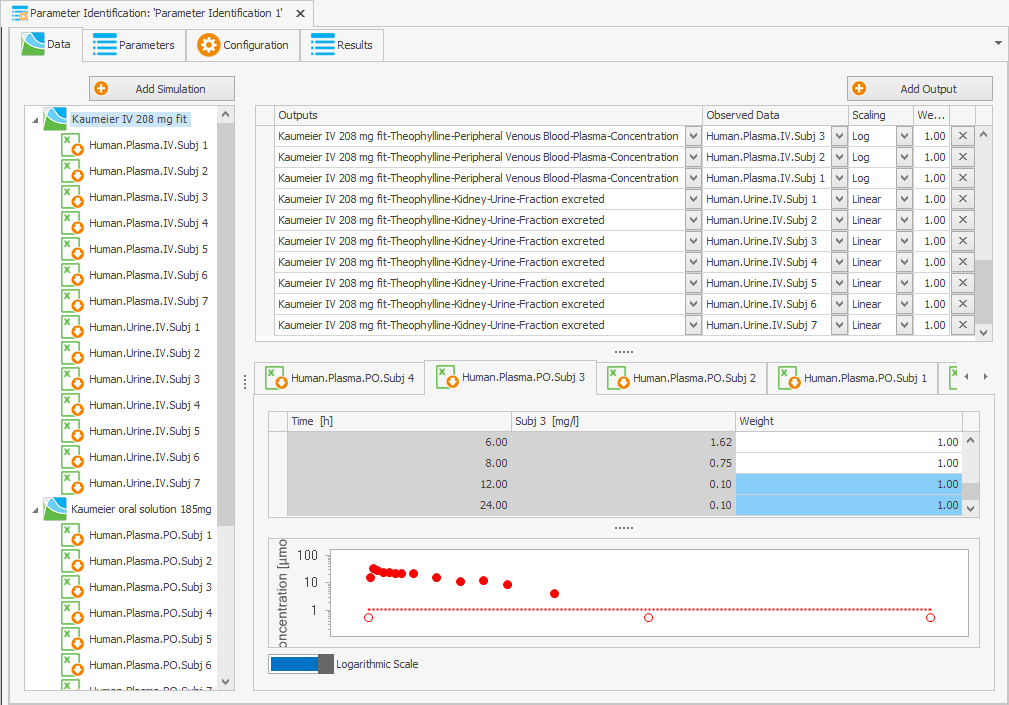 Parameter Identification: 'Parameter Identification 1'
Data
Parameters
Configuration
Results
Add Simulation
Kaumeier IV 208 mg fit
Human.Plasma.IV.Subj 1
Human.Plasma.IV.Subj 2
Human.Plasma.IV.Subj 3
Human.Plasma.IV.Subj 4
Human.Plasma.IV.Subj 5
Human.Plasma.IV.Subj 6
Human.Plasma.IV.Subj 7
Human.Urine.IV.Subj 1
Human.Urine.IV.Subj 2
Human.Urine.IV.Subj 3
Human.Urine.IV.Subj 4
Human.Urine.IV.Subj 5
Human.Urine.IV.Subj 6
Human.Urine.IV.Subj 7
Kaumeier oral solution 185mg
Human.Plasma.PO.Subj 1
Human.Plasma.PO.Subj 2
Human.Plasma.PO.Subj 3
Human.Plasma.PO.Subj 4
Human.Plasma.PO.Subj 5
Human.Plasma.PO.Subj 6
Human.Plasma.PO.Subj 7
Add Output
Outputs Observed Data Scaling We...
Kaumeier IV 208 mg fit-Theophylline-Peripheral Venous Blood-Plasma-Concentration Human.Plasma.IV.Subj 3 Log 1.00
Kaumeier IV 208 mg fit-Theophylline-Peripheral Venous Blood-Plasma-Concentration Human.Plasma.IV.Subj 2 Log 1.00
Kaumeier IV 208 mg fit-Theophylline-Peripheral Venous Blood-Plasma-Concentration Human.Plasma.IV.Subj 1 Log 1.00
Kaumeier IV 208 mg fit-Theophylline-Kidney-Urine-Fraction excreted Human.Urine.IV.Subj 1 Linear 1.00
Kaumeier IV 208 mg fit-Theophylline-Kidney-Urine-Fraction excreted Human.Urine.IV.Subj 2 Linear 1.00
Kaumeier IV 208 mg fit-Theophylline-Kidney-Urine-Fraction excreted Human.Urine.IV.Subj 3 Linear 1.00
Kaumeier IV 208 mg fit-Theophylline-Kidney-Urine-Fraction excreted Human.Urine.IV.Subj 4 Linear 1.00
Kaumeier IV 208 mg fit-Theophylline-Kidney-Urine-Fraction excreted Human.Urine.IV.Subj 5 Linear 1.00
Kaumeier IV 208 mg fit-Theophylline-Kidney-Urine-Fraction excreted Human.Urine.IV.Subj 6 Linear 1.00
Kaumeier IV 208 mg fit-Theophylline-Kidney-Urine-Fraction excreted Human.Urine.IV.Subj 7 Linear 1.00
Human.Plasma.PO.Subj 4
Human.Plasma.PO.Subj 3
Human.Plasma.PO.Subj 2
Human.Plasma.PO.Subj 1
Time [h] Subj 3 [mg/l] Weight
6.00 1.62 1.00
8.00 0.75 1.00
12.00 0.10 1.00
24.00 0.10 1.00
oncentration [µmo
100
10
1
Logarithmic Scale